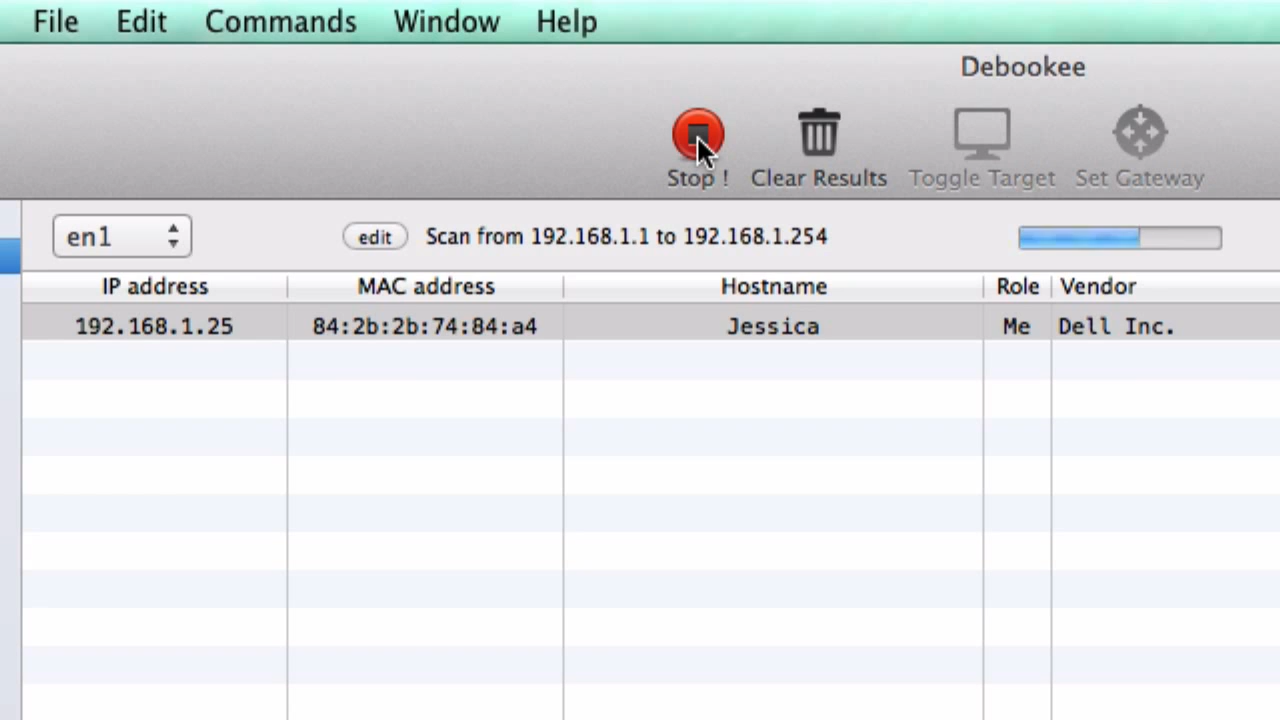 File Edit Commands Window Help
Debookee
Stop ! Clear Results Toggle Target Set Gateway
en1 edit Scan from 192.168.1.1 to 192.168.1.254
IP address MAC address Hostname Role Vendor
192.168.1.25 84:2b:2b:74:84:a4 Jessica Me Dell Inc.